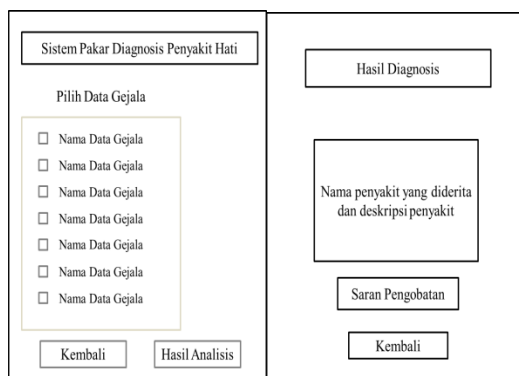 Sistem Pakar Diagnosis Penyakit Hati
Pilih Data Gejala
Nama Data Gejala
Nama Data Gejala
Nama Data Gejala
Nama Data Gejala
Nama Data Gejala
Nama Data Gejala
Nama Data Gejala
Kembali
Hasil Analisis
Hasil Diagnosis
Nama penyakit yang diderita
dan deskripsi penyakit
Saran Pengobatan
Kembali